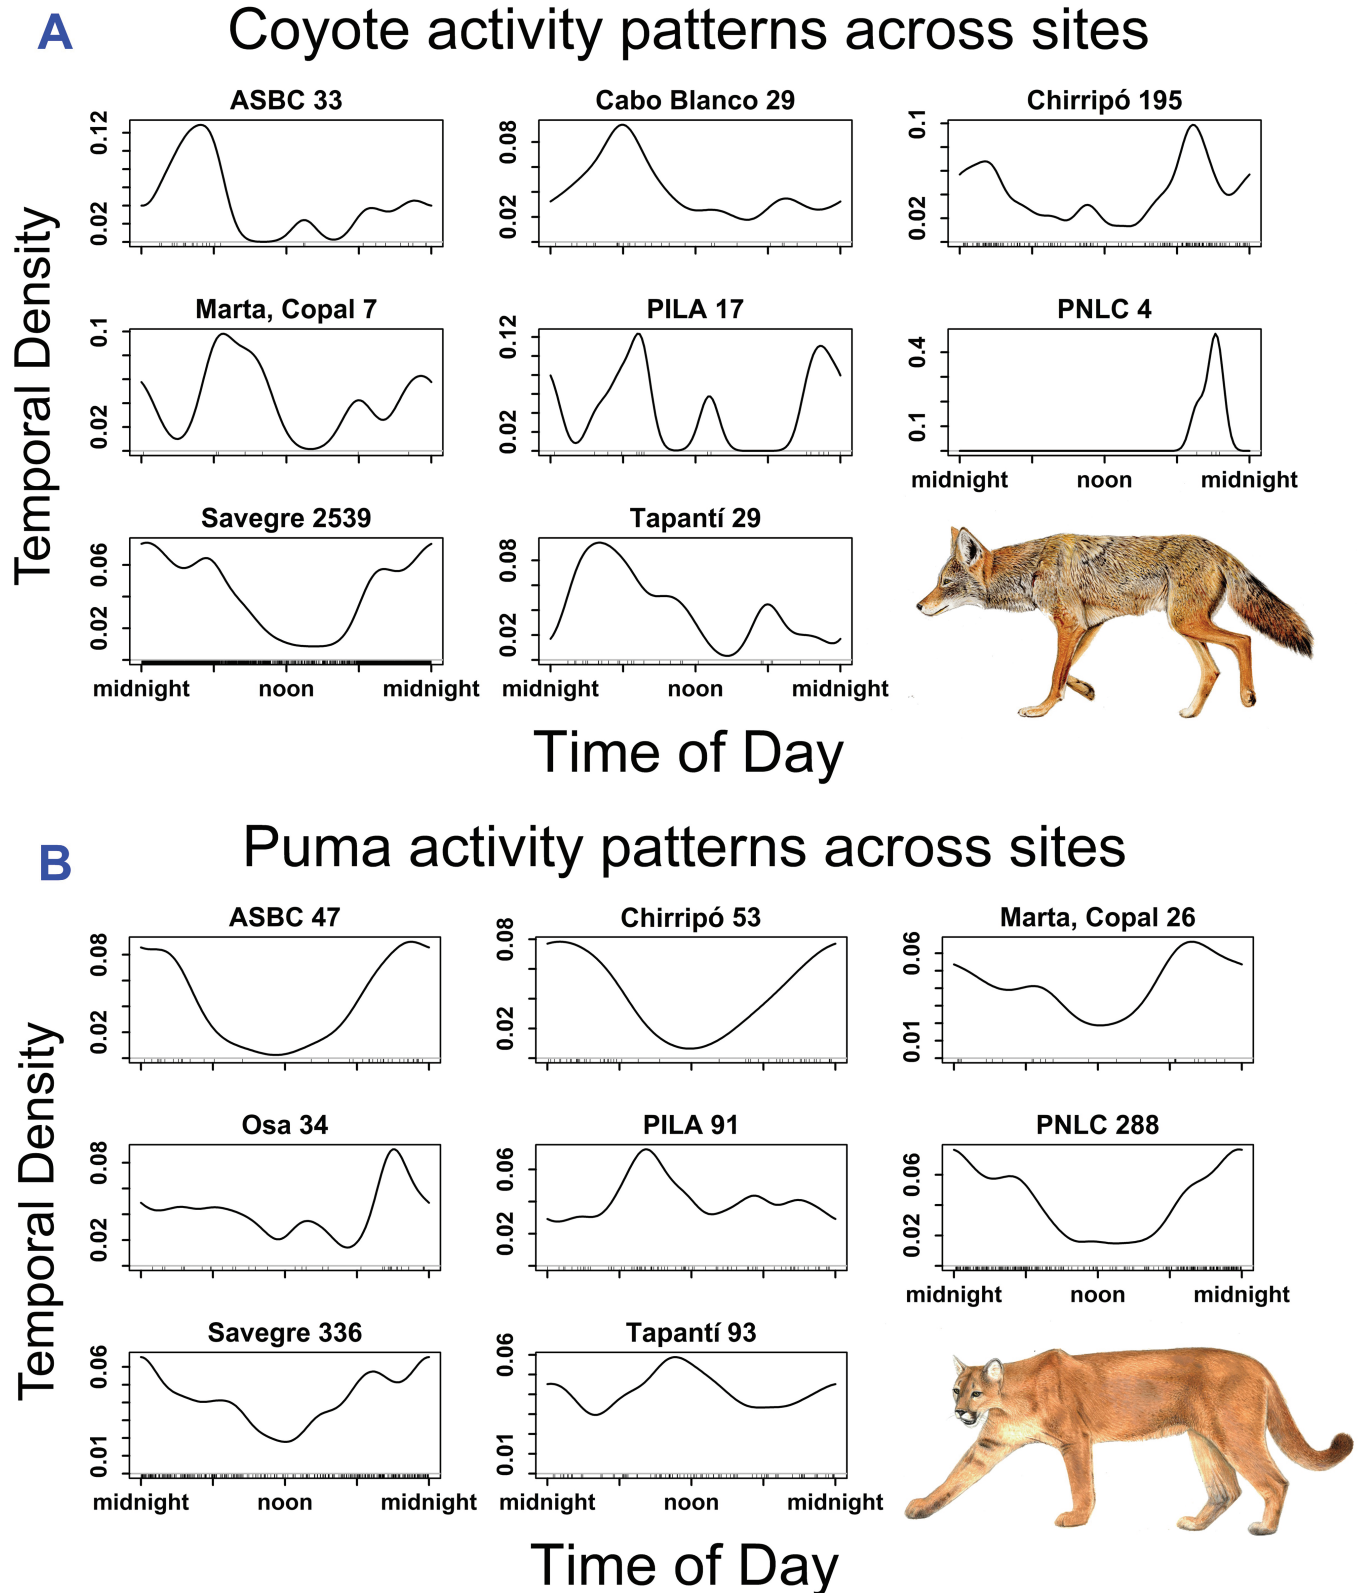 A
Coyote activity patterns across sites
Temporal Density
ASBC 33
0.12
0.02
Cabo Blanco 29
0.08
0.02
Chirripó 195
0.1
0.02
Marta, Copal 7
0.1
0.02
PILA 17
0.12
0.02
PNLC 4
0.4
0.1
midnight noon midnight
Savegre 2539
0.06
0.02
midnight noon midnight
Tapantí 29
0.08
0.02
midnight noon midnight
Time of Day
B
Puma activity patterns across sites
Temporal Density
ASBC 47
0.08
0.02
Chirripó 53
0.08
0.02
Marta, Copal 26
0.06
0.01
Osa 34
0.08
0.02
PILA 91
0.06
0.02
PNLC 288
0.06
0.02
midnight noon midnight
Savegre 336
0.06
0.01
midnight noon midnight
Tapantí 93
0.06
0.01
midnight noon midnight
Time of Day